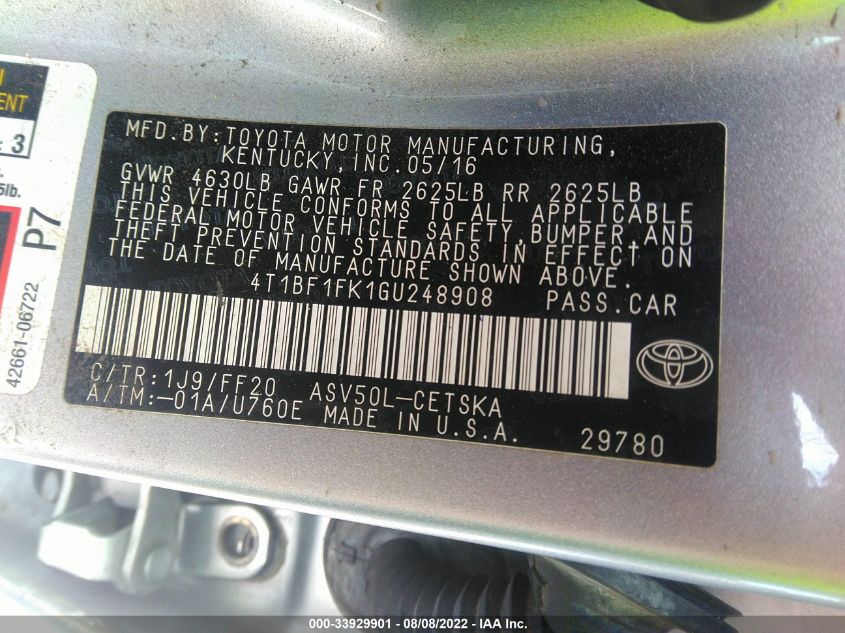 ENT
: 3
5lb.
P7
42661-06722
MFD.BY:TOYOTA MOTOR MANUFACTURING,
KENTUCKY,INC.05/16
GVWR 4630LB GAWR FR 2625LB RR 2625LB
THIS VEHICLE CONFORMS TO ALL APPLICABLE
FEDERAL MOTOR VEHICLE SAFETY,BUMPER,AND
THEFT PREVENTION STANDARDS IN EFFECT ON
THE DATE OF MANUFACTURE SHOWN ABOVE.
4T1BF1FK1GU248908 PASS.CAR
C/TR:1J9/FF20 ASV50L-CETSKA
A/TM:-01A/U760E MADE IN U.S.A.
29780
000-33929901 - 08/08/2022 - IAA Inc.